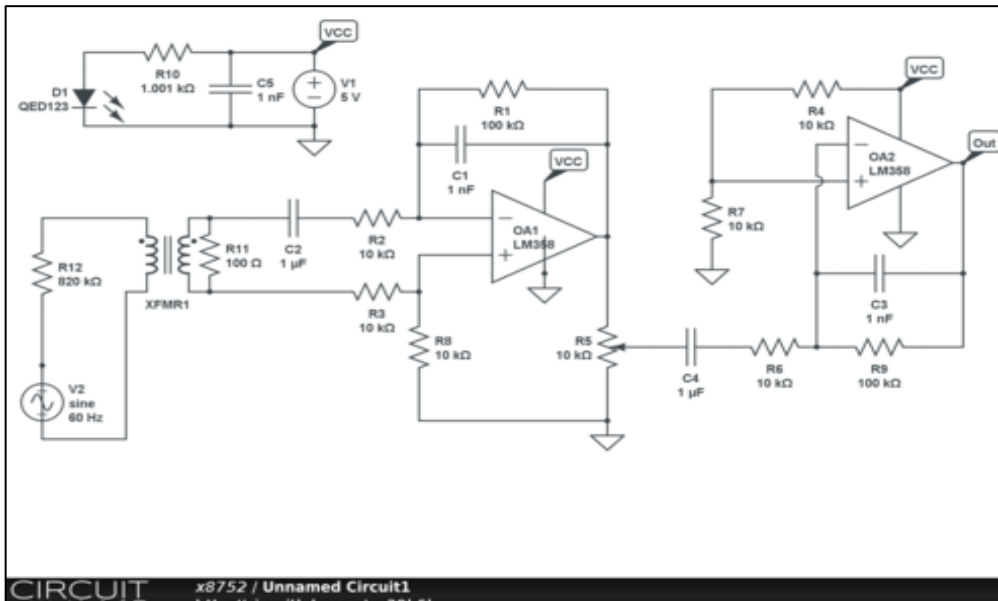 VCC
R10
1.001 kΩ
D1
QED123
C5
1 nF
V1
5 V
R1
100 kΩ
C1
1 nF
VCC
OA1
LM358
R12
820 kΩ
XFMR1
R11
100 Ω
C2
1 µF
R2
10 kΩ
R3
10 kΩ
R8
10 kΩ
R5
10 kΩ
V2
sine
60 Hz
VCC
R4
10 kΩ
OA2
LM358
Out
R7
10 kΩ
C3
1 nF
C4
1 µF
R6
10 kΩ
R9
100 kΩ
CIRCUIT
x8752 / Unnamed Circuit1